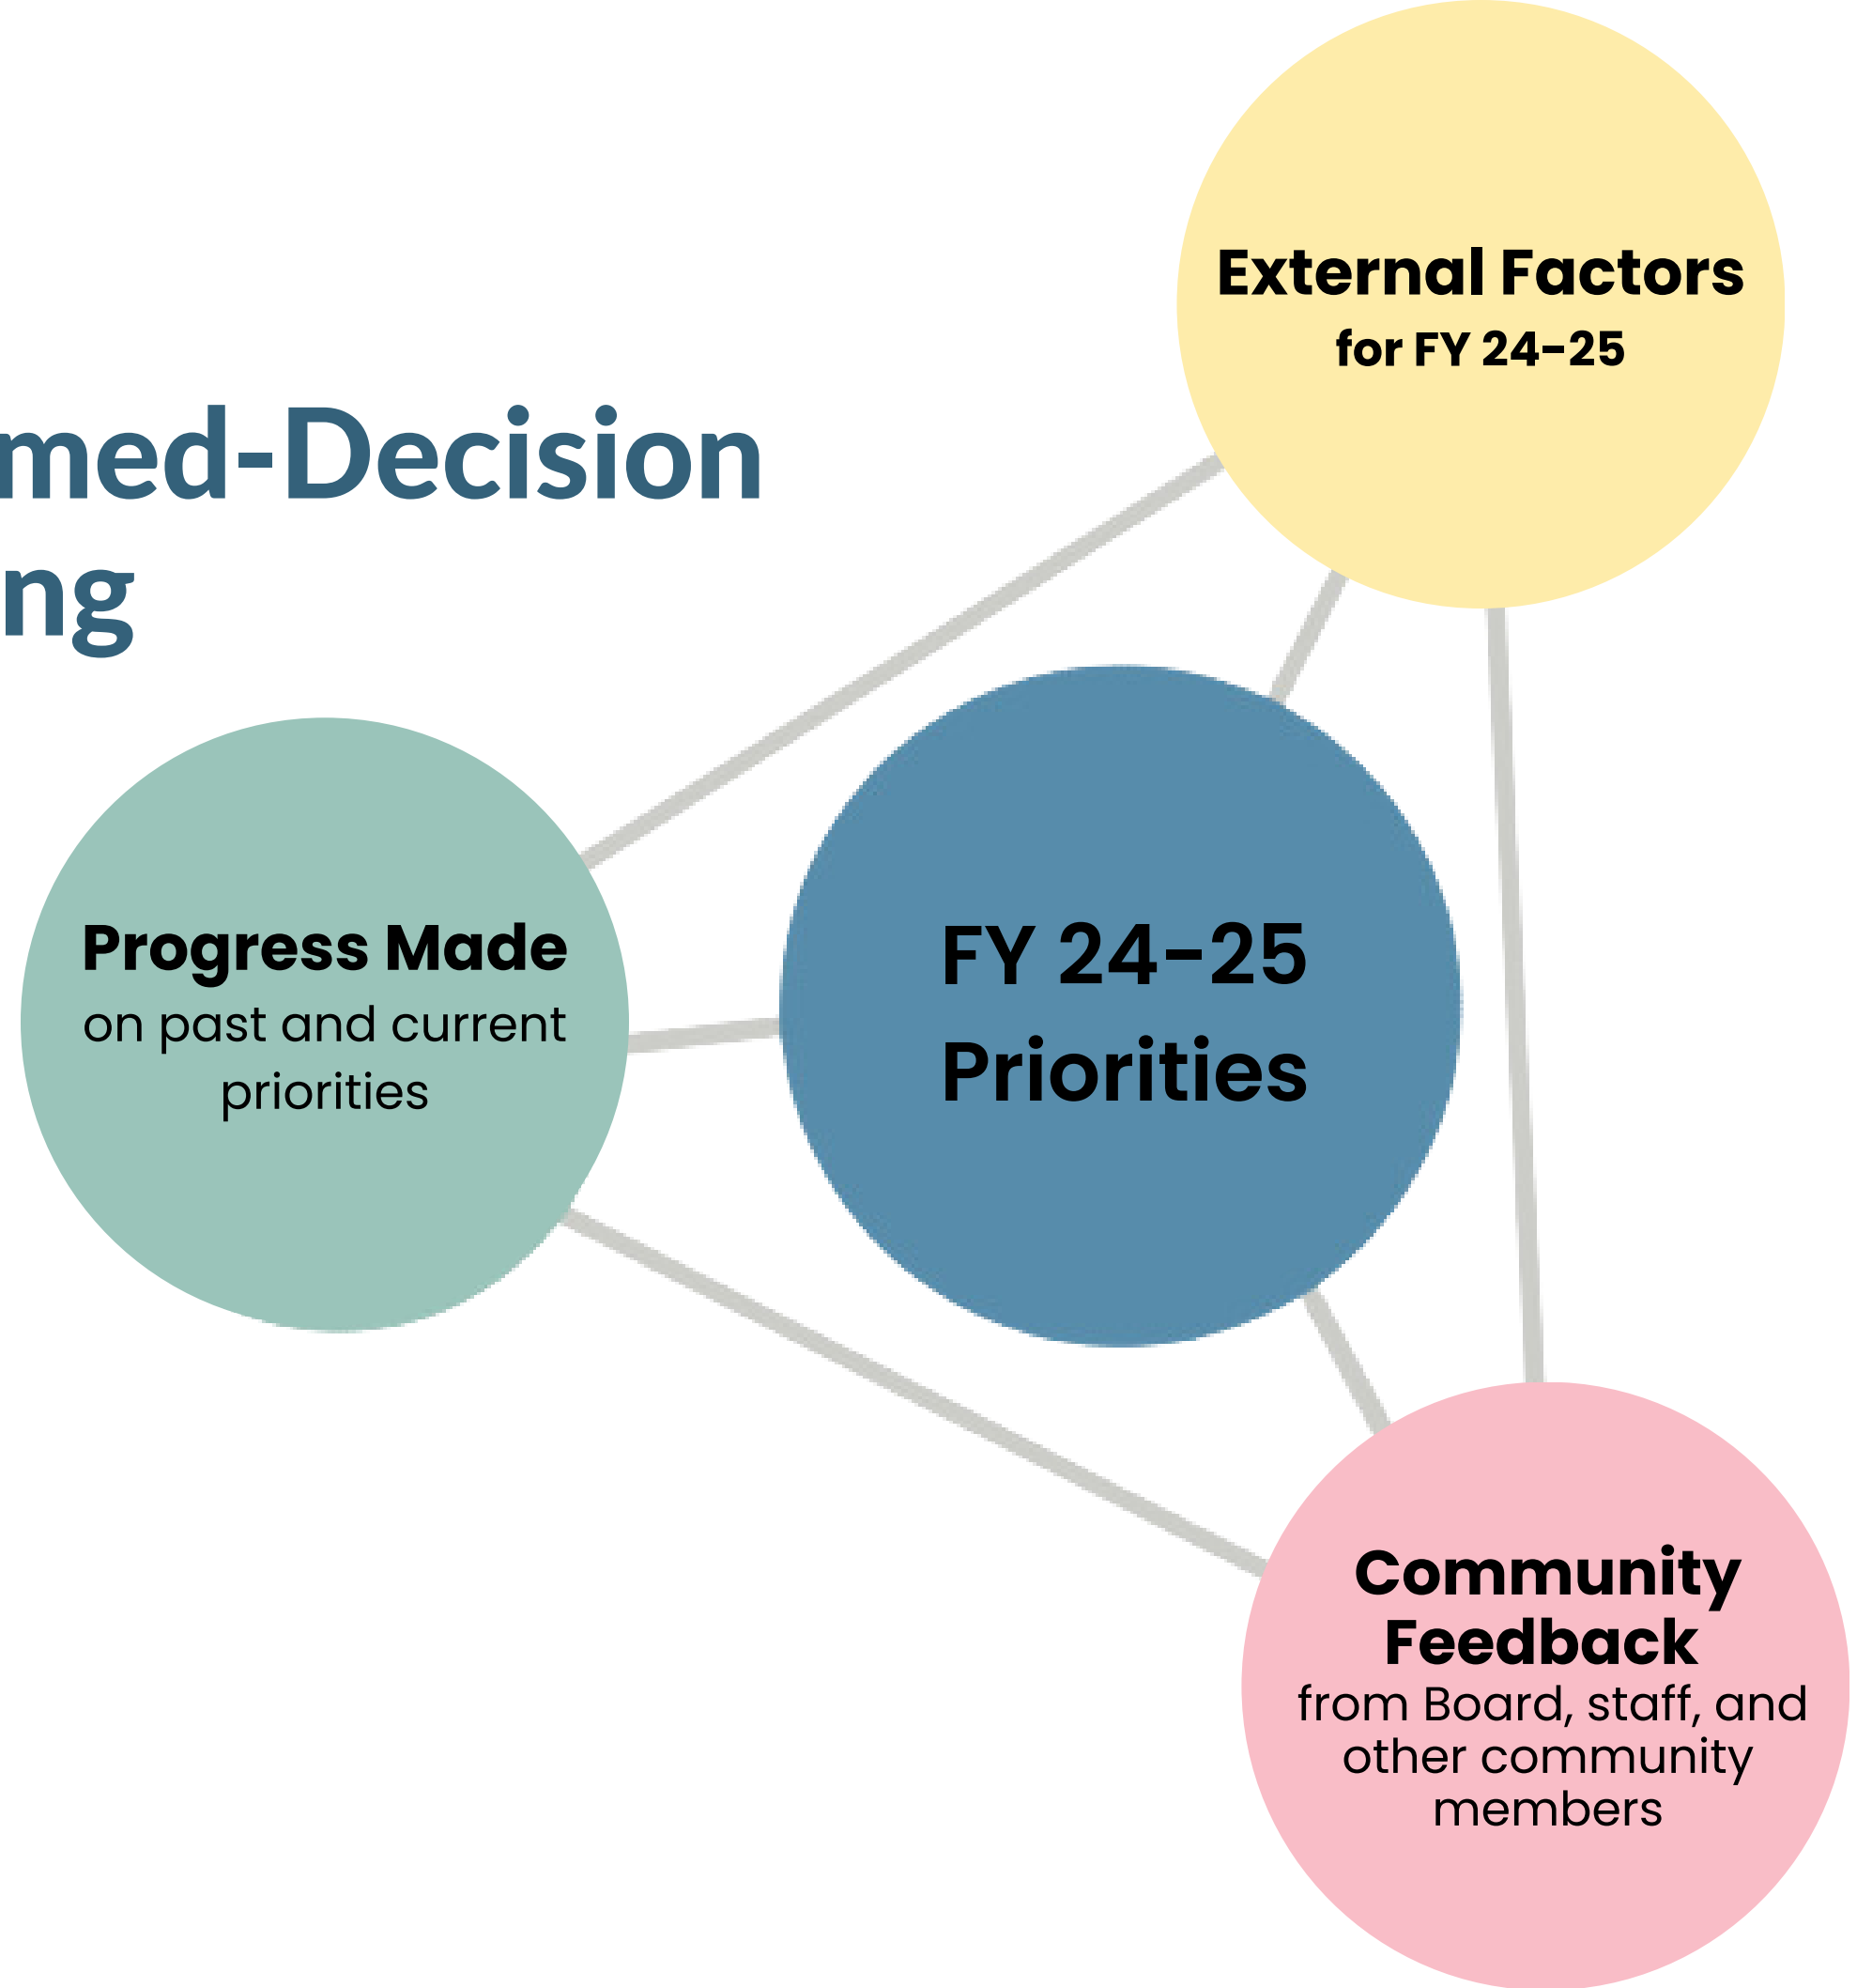 med-Decision
ng
External Factors
for FY 24-25
Progress Made
on past and current
priorities
FY 24-25
Priorities
Community
Feedback
from Board, staff, and
other community
members